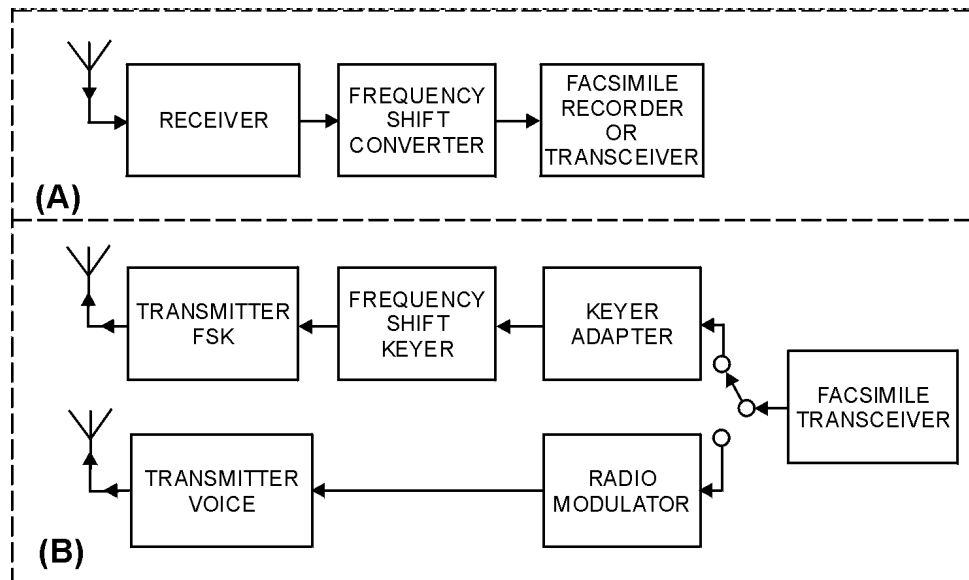 RECEIVER
FREQUENCY
SHIFT
CONVERTER
FACSIMILE
RECORDER
OR
TRANSCEIVER
(A)
TRANSMITTER
FSK
FREQUENCY
SHIFT
KEYER
KEYER
ADAPTER
FACSIMILE
TRANSCEIVER
TRANSMITTER
VOICE
RADIO
MODULATOR
(B)